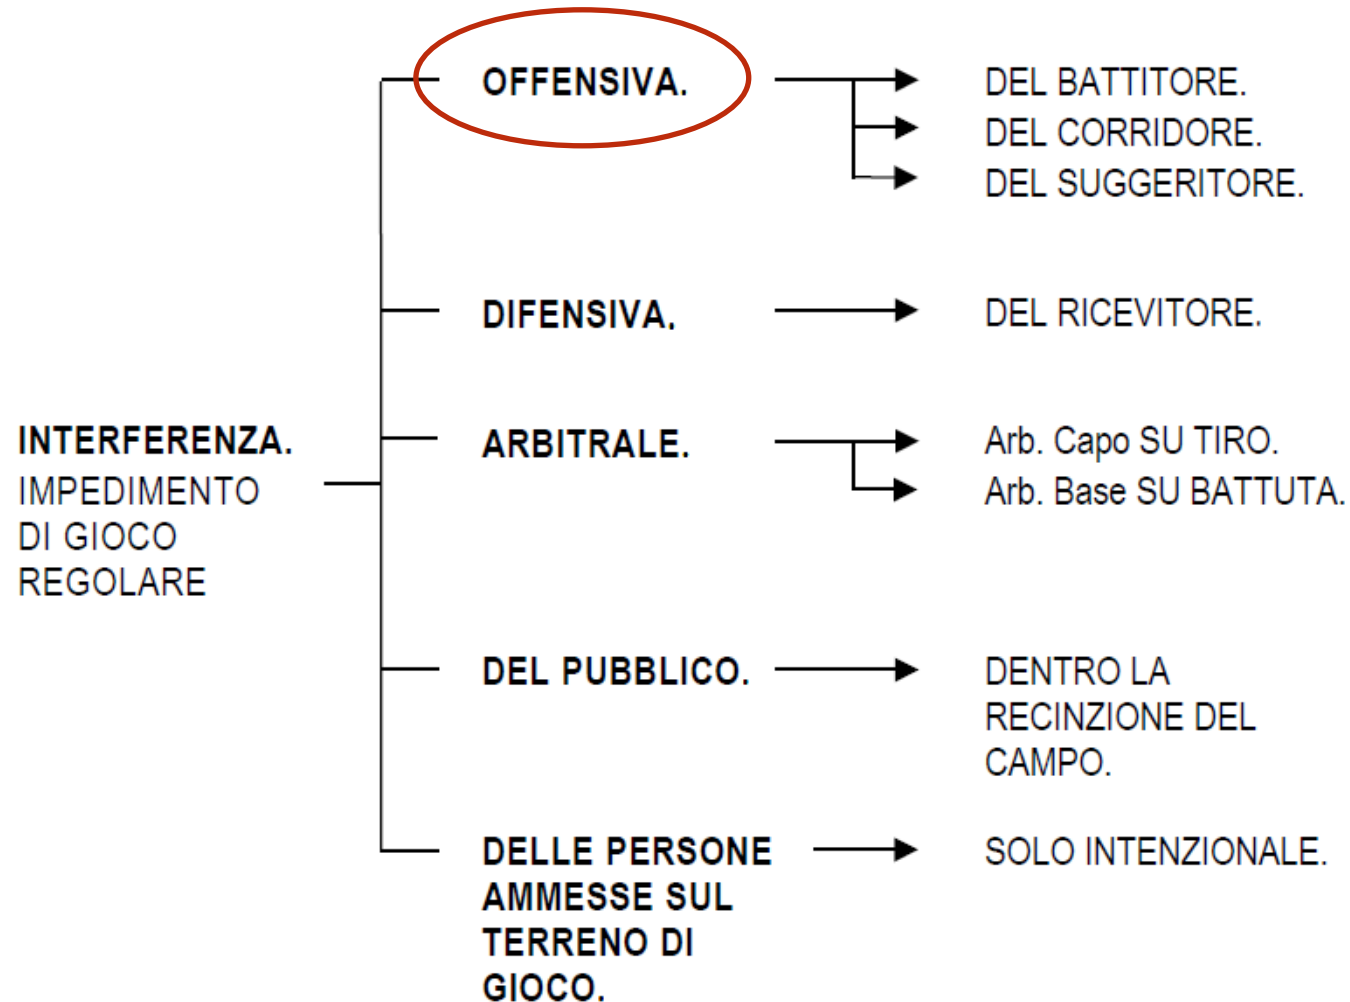 OFFENSIVA.
DEL BATTITORE.
DEL CORRIDORE.
DEL SUGGERITORE.
DIFENSIVA.
DEL RICEVITORE.
INTERFERENZA.
IMPEDIMENTO
DI GIOCO
REGOLARE
ARBITRALE.
Arb. Capo SU TIRO.
Arb. Base SU BATTUTA.
DEL PUBBLICO.
DENTRO LA
RECINZIONE DEL
CAMPO.
DELLE PERSONE
AMMESSE SUL
TERRENO DI
GIOCO.
SOLO INTENZIONALE.